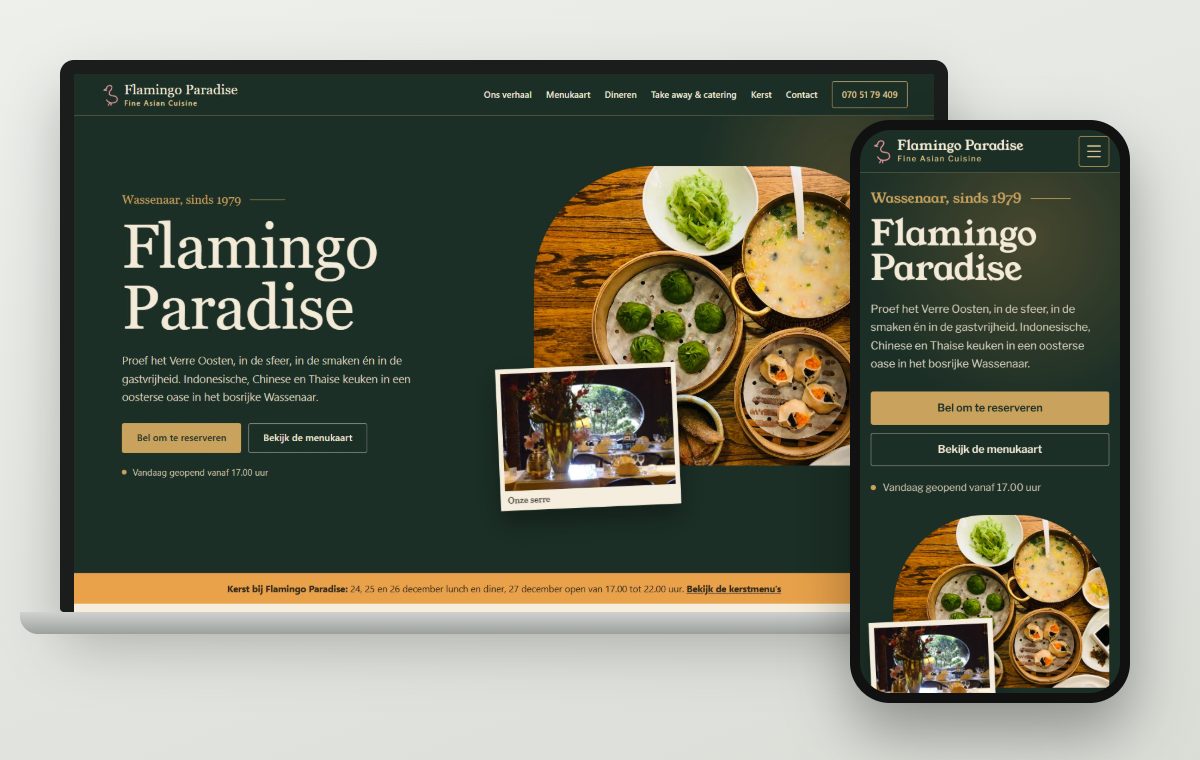 Flamingo Paradise
Fine Asian Cuisine
Ons verhaal Menukaart Dineren Take away & catering Kerst Contact 070 51 79 409
Wassenaar, sinds 1979
Flamingo
Paradise
Proef het Verre Oosten, in de sfeer, in de smaken én in de
gastvrijheid. Indonesische, Chinese en Thaise keuken in een
oosterse oase in het bosrijke Wassenaar.
Bel om te reserveren Bekijk de menukaart
Vandaag geopend vanaf 17.00 uur
Onze serre
Kerst bij Flamingo Paradise: 24, 25 en 26 december lunch en diner, 27 december open van 17.00 tot 22.00 uur. Bekijk de kerstmenu's
Flamingo Paradise
Fine Asian Cuisine
Wassenaar, sinds 1979
Flamingo
Paradise
Proef het Verre Oosten, in de sfeer, in de
smaken én in de gastvrijheid. Indonesische,
Chinese en Thaise keuken in een oosterse
oase in het bosrijke Wassenaar.
Bel om te reserveren
Bekijk de menukaart
Vandaag geopend vanaf 17.00 uur